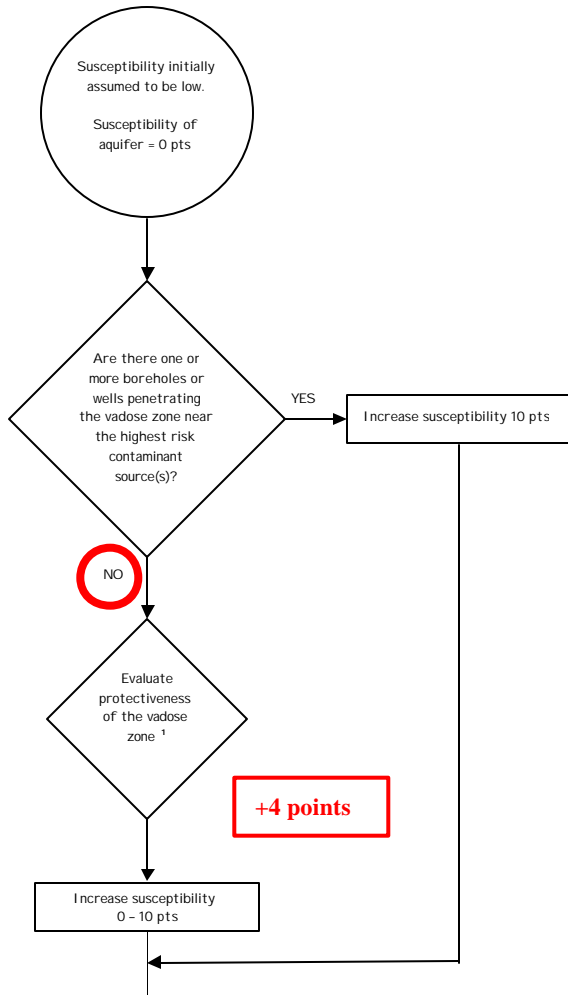 Susceptibility initially
assumed to be low.
Susceptibility of
aquifer = 0 pts
Are there one or
more boreholes or
wells penetrating
the vadose zone near
the highest risk
contaminant
source(s)?
YES
Increase susceptibility 10 pts
NO
Evaluate
protectiveness
of the vadose
zone ¹
+4 points
Increase susceptibility
0 – 10 pts